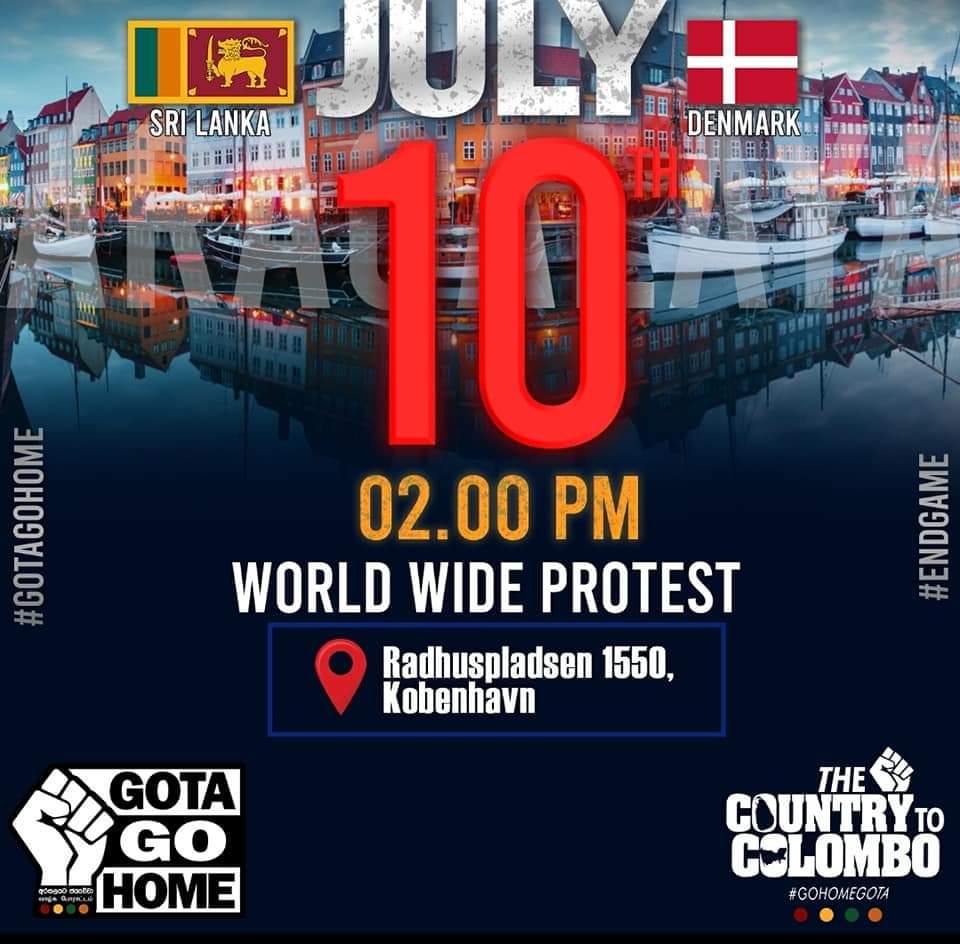 JULY
SRI LANKA
DENMARK
10TH
#GOTAGOHOME
#ENDGAME
02.00 PM
WORLD WIDE PROTEST
Radhuspladsen 1550,
Kobenhavn
GOTA
GO
HOME
THE
COUNTRY TO
COLOMBO
#GOHOMEGOTA